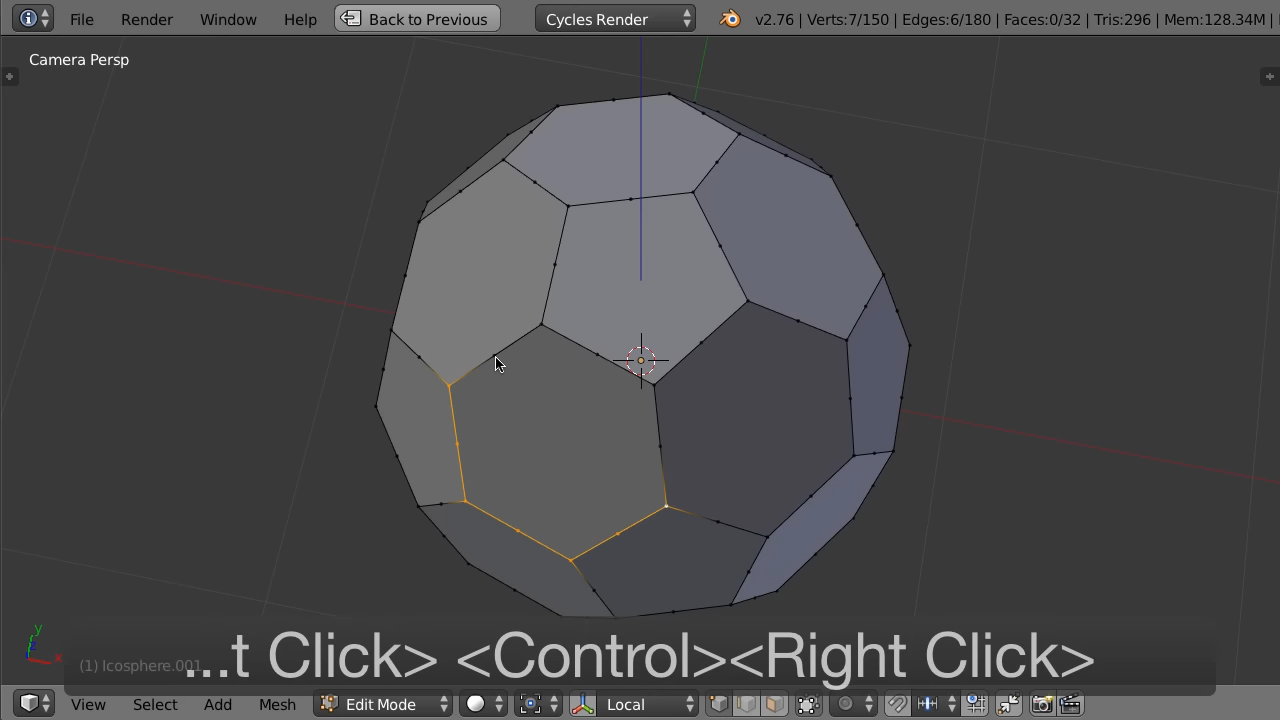 File Render Window Help Back to Previous Cycles Render v2.76 | Verts:7/150 | Edges:6/180 | Faces:0/32 | Tris:296 | Mem:128.34M |
Camera Persp
y
z
x
(1) Icosphere.001
...t Click> <Control><Right Click>
View Select Add Mesh Edit Mode Local